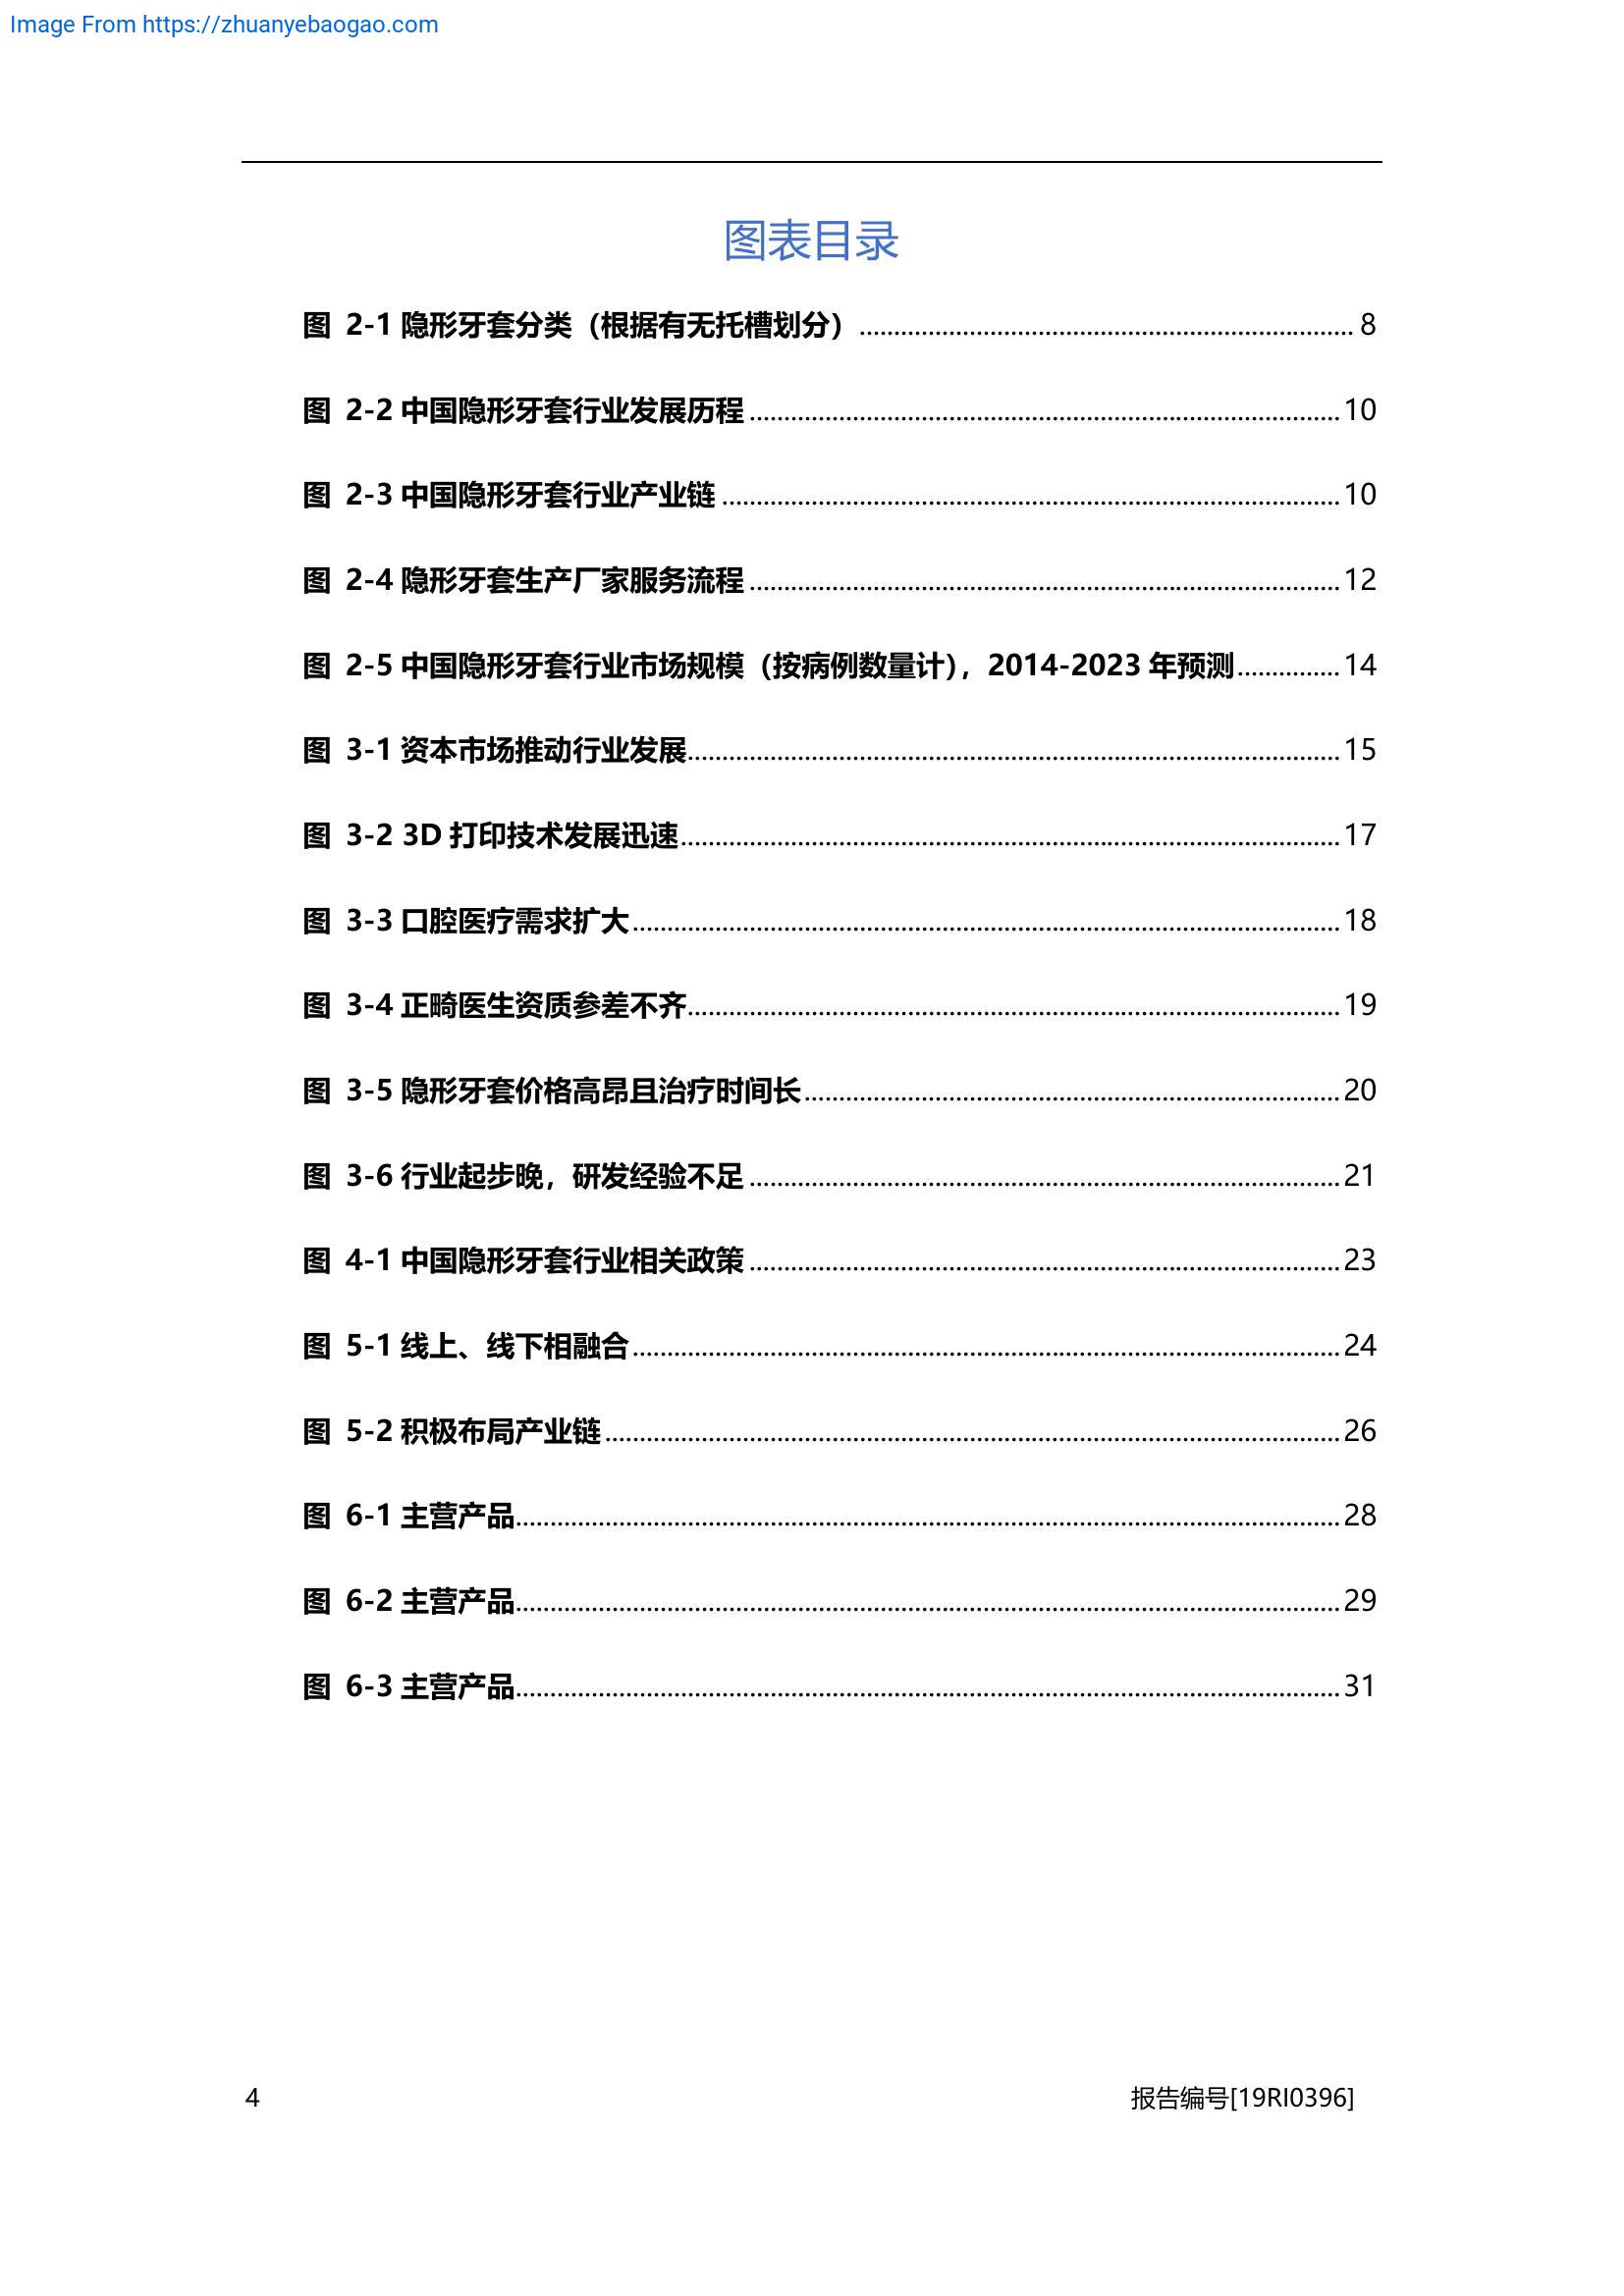 Image From https://zhuanyebaogao.com
图表目录
图 2-1 隐形牙套分类（根据有无托槽划分） 8
图 2-2 中国隐形牙套行业发展历程 10
图 2-3 中国隐形牙套行业产业链 10
图 2-4 隐形牙套生产厂家服务流程 12
图 2-5 中国隐形牙套行业市场规模（按病例数量计），2014-2023 年预测 14
图 3-1 资本市场推动行业发展 15
图 3-2 3D 打印技术发展迅速 17
图 3-3 口腔医疗需求扩大 18
图 3-4 正畸医生资质参差不齐 19
图 3-5 隐形牙套价格高昂且治疗时间长 20
图 3-6 行业起步晚，研发经验不足 21
图 4-1 中国隐形牙套行业相关政策 23
图 5-1 线上、线下相融合 24
图 5-2 积极布局产业链 26
图 6-1 主营产品 28
图 6-2 主营产品 29
图 6-3 主营产品 31
4 报告编号[19RI0396]